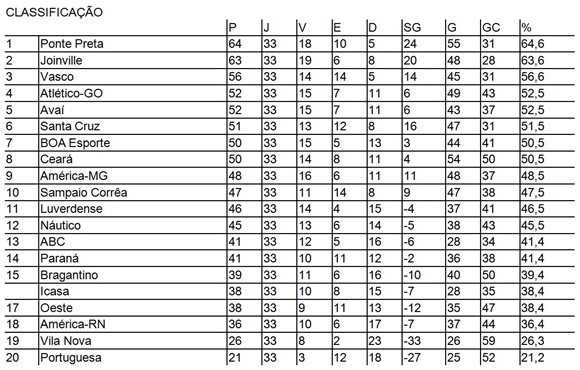 CLASSIFICAÇÃO
P J V E D SG G GC %
1 Ponte Preta 64 33 18 10 5 24 55 31 64,6
2 Joinville 63 33 19 6 8 20 48 28 63,6
3 Vasco 56 33 14 14 5 14 45 31 56,6
4 Atlético-GO 52 33 15 7 11 6 49 43 52,5
5 Avaí 52 33 15 7 11 6 43 37 52,5
6 Santa Cruz 51 33 13 12 8 16 47 31 51,5
7 BOA Esporte 50 33 15 5 13 3 44 41 50,5
8 Ceará 50 33 14 8 11 4 54 50 50,5
9 América-MG 48 33 16 6 11 11 48 37 48,5
10 Sampaio Corrêa 47 33 11 14 8 9 47 38 47,5
11 Luverdense 46 33 14 4 15 -4 37 41 46,5
12 Náutico 45 33 12 6 14 -5 38 43 45,5
13 ABC 41 33 12 5 16 -6 28 34 41,4
14 Paraná 41 33 10 11 12 -2 36 38 41,4
15 Bragantino 39 33 11 6 16 -10 40 50 39,4
Icasa 38 33 10 8 15 -7 28 35 38,4
17 Oeste 38 33 9 11 13 -12 35 47 38,4
18 América-RN 36 33 10 6 17 -7 37 44 36,4
19 Vila Nova 26 33 8 2 23 -33 26 59 26,3
20 Portuguesa 21 33 3 12 18 -27 25 52 21,2